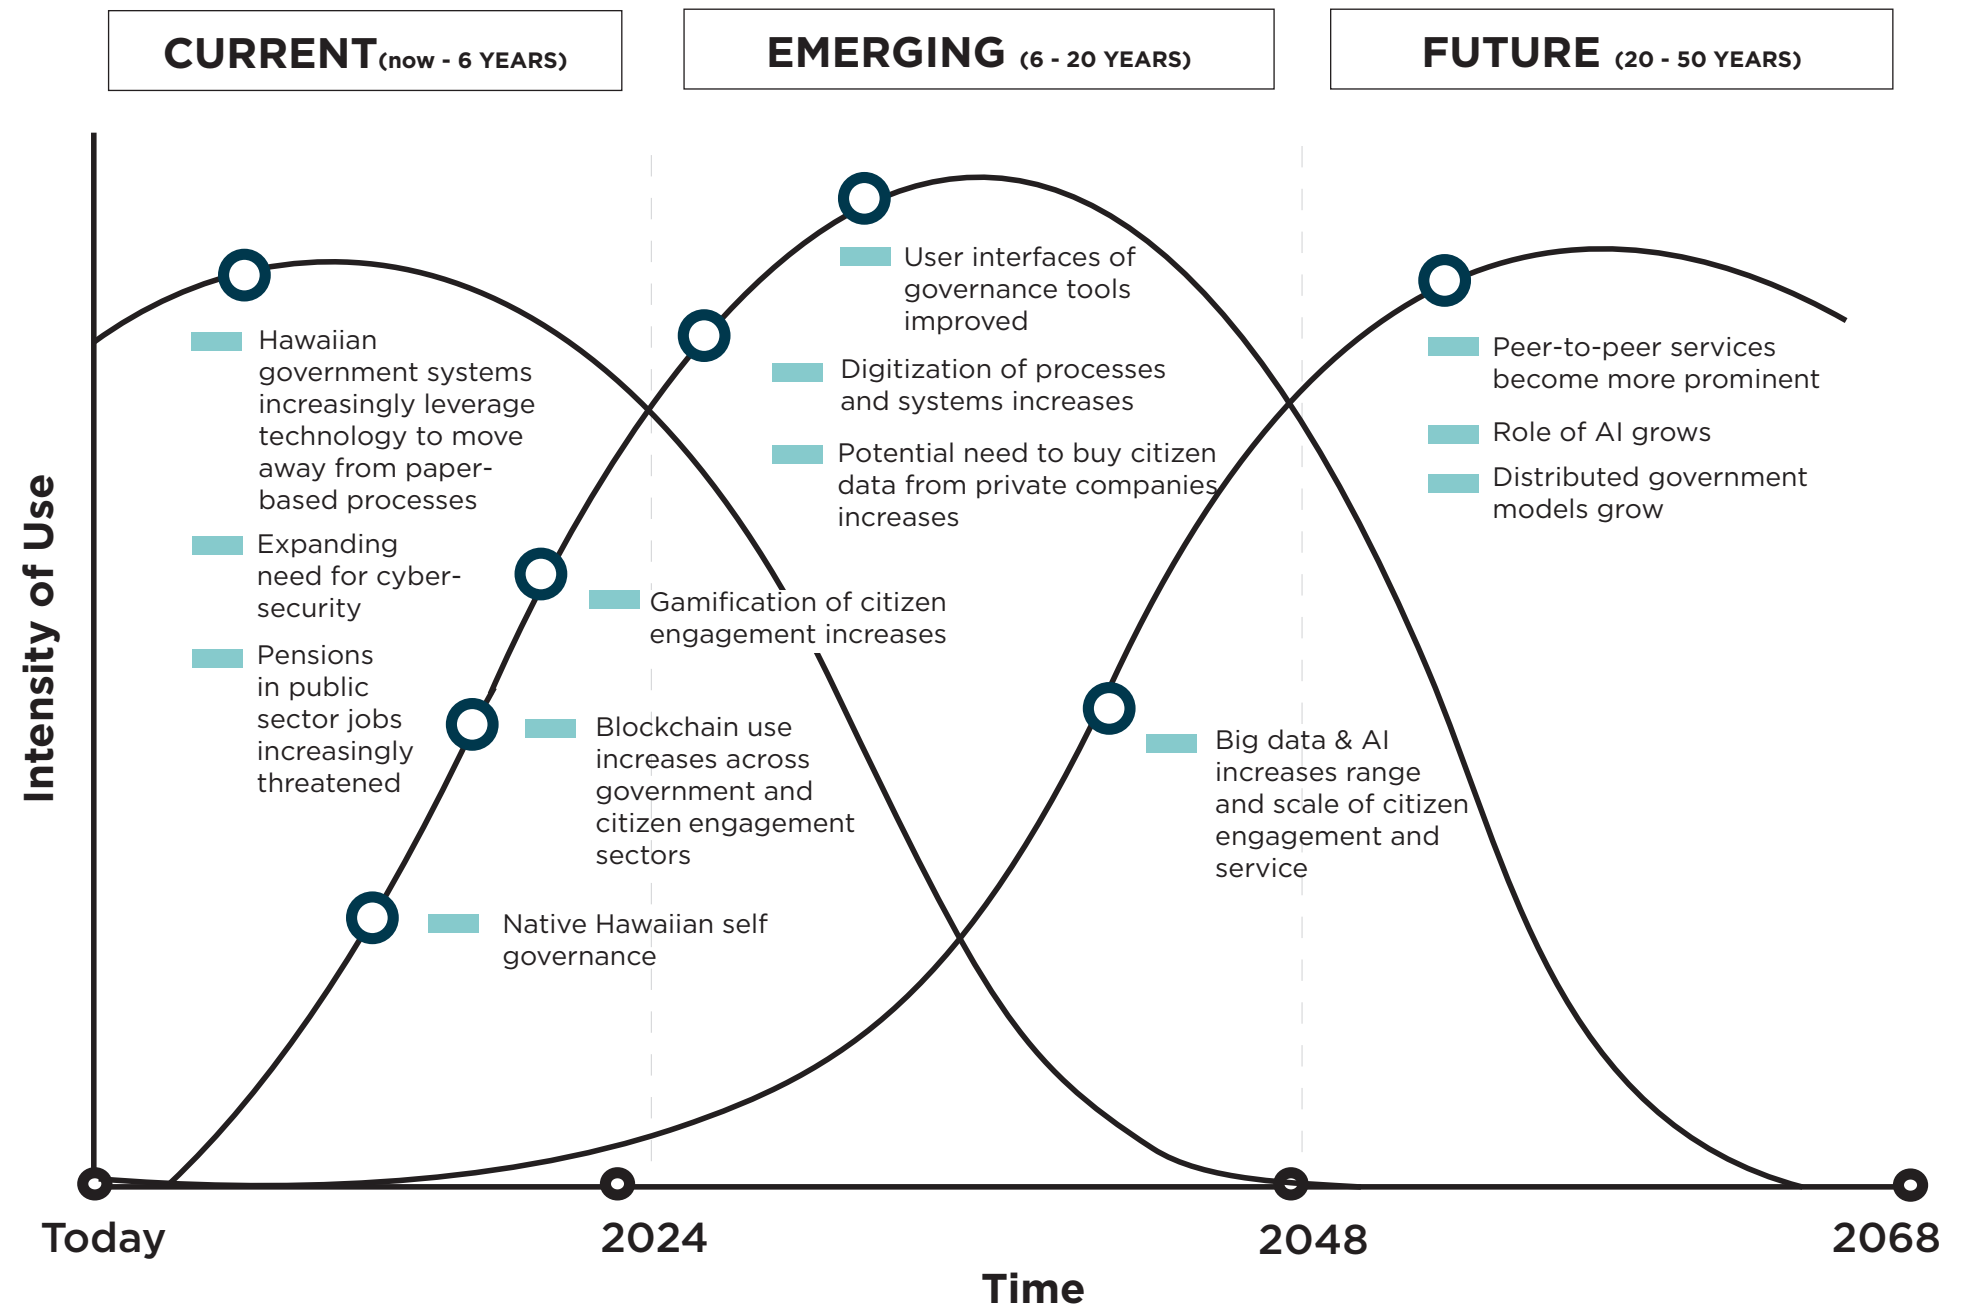 CURRENT(now - 6 YEARS)
EMERGING (6 - 20 YEARS)
FUTURE (20 - 50 YEARS)
Intensity of Use
Hawaiian
government systems
increasingly leverage
technology to move
away from paper-
based processes
Expanding
need for cyber-
security
Pensions
in public
sector jobs
increasingly
threatened
User interfaces of
governance tools
improved
Digitization of processes
and systems increases
Potential need to buy citizen
data from private companies
increases
Gamification of citizen
engagement increases
Blockchain use
increases across
government and
citizen engagement
sectors
Native Hawaiian self
governance
Peer-to-peer services
become more prominent
Role of AI grows
Distributed government
models grow
Big data & AI
increases range
and scale of citizen
engagement and
service
Today
2024
2048
2068
Time